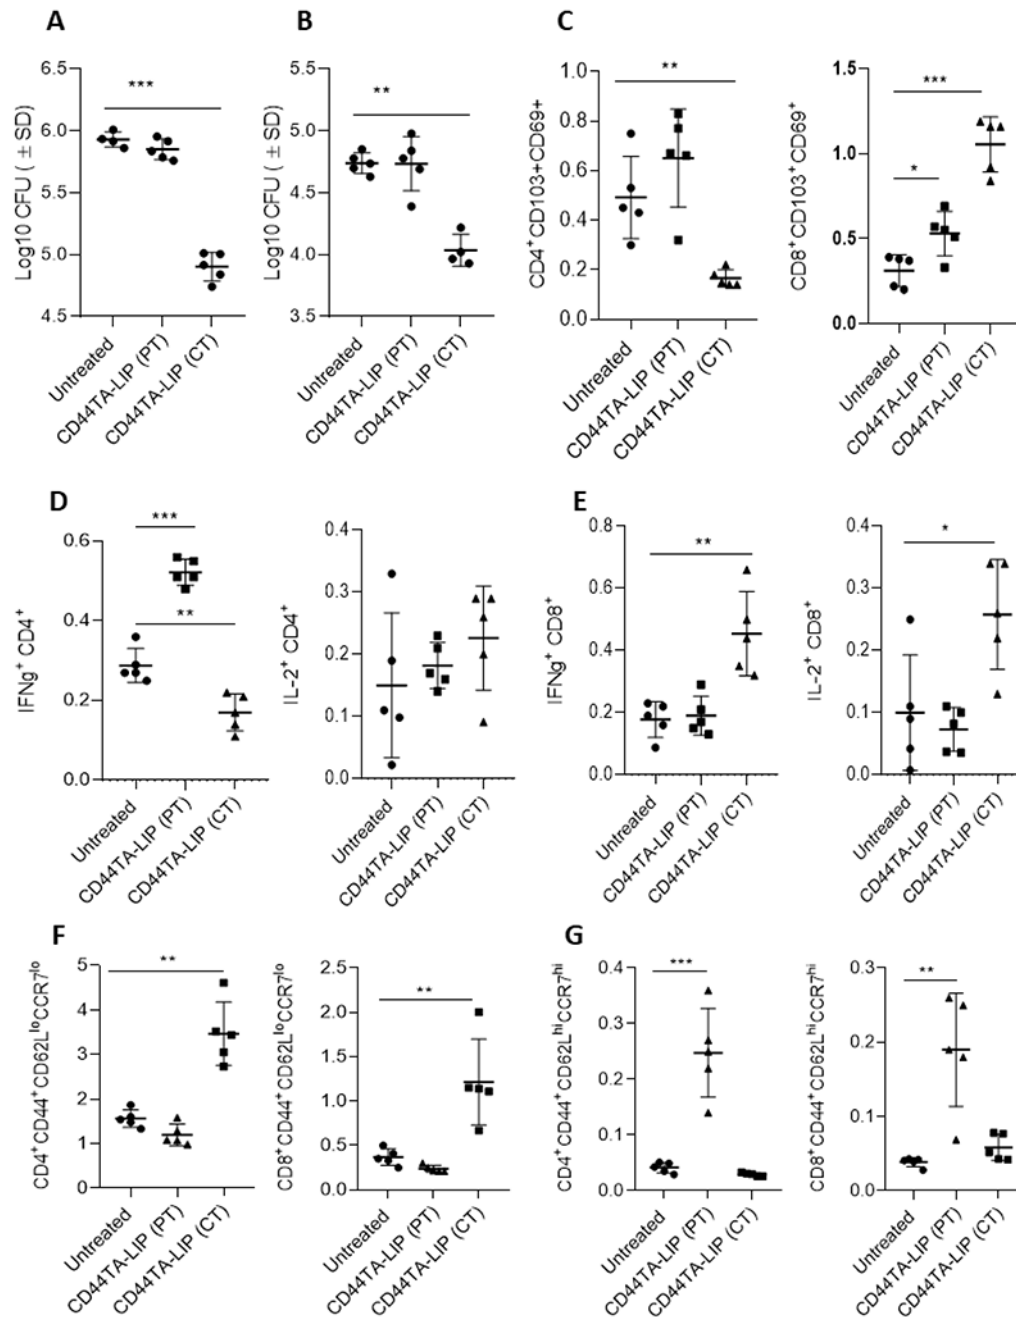 A
Log10 CFU ( ± SD)
6.5
6.0
5.5
5.0
4.5
***
Untreated
CD44TA-LIP (PT)
CD44TA-LIP (CT)
B
Log10 CFU ( ± SD)
5.5
5.0
4.5
4.0
3.5
**
Untreated
CD44TA-LIP (PT)
CD44TA-LIP (CT)
C
CD4⁺CD103+CD69+
1.0
0.8
0.6
0.4
0.2
0.0
**
Untreated
CD44TA-LIP (PT)
CD44TA-LIP (CT)
CD8⁺CD103⁺CD69⁺
1.5
1.0
0.5
0.0
***
*
Untreated
CD44TA-LIP (PT)
CD44TA-LIP (CT)
D
IFNg⁺ CD4⁺
0.6
0.4
0.2
0.0
***
**
Untreated
CD44TA-LIP (PT)
CD44TA-LIP (CT)
IL-2⁺ CD4⁺
0.4
0.3
0.2
0.1
0.0
Untreated
CD44TA-LIP (PT)
CD44TA-LIP (CT)
E
IFNg⁺ CD8⁺
0.8
0.6
0.4
0.2
0.0
**
Untreated
CD44TA-LIP (PT)
CD44TA-LIP (CT)
IL-2⁺ CD8⁺
0.4
0.3
0.2
0.1
0.0
*
Untreated
CD44TA-LIP (PT)
CD44TA-LIP (CT)
F
CD4⁺CD44⁺CD62LˡᵒCCR7ˡᵒ
5
4
3
2
1
0
**
Untreated
CD44TA-LIP (PT)
CD44TA-LIP (CT)
CD8⁺CD44⁺CD62LˡᵒCCR7ˡᵒ
2.5
2.0
1.5
1.0
0.5
0.0
**
Untreated
CD44TA-LIP (PT)
CD44TA-LIP (CT)
G
CD4⁺CD44⁺CD62LʰⁱCCR7ʰⁱ
0.4
0.3
0.2
0.1
0.0
***
Untreated
CD44TA-LIP (PT)
CD44TA-LIP (CT)
CD8⁺CD44⁺CD62LʰⁱCCR7ʰⁱ
0.3
0.2
0.1
0.0
**
Untreated
CD44TA-LIP (PT)
CD44TA-LIP (CT)